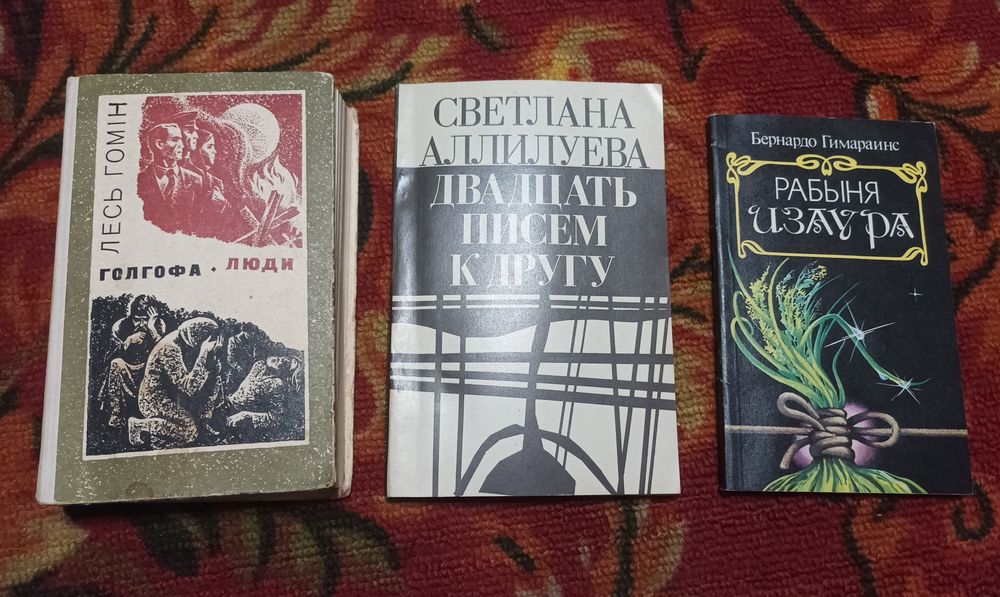 ЛЕСЬ ГОМІН
ГОЛГОФА · ЛЮДИ
СВЕТЛАНА
АЛЛИЛУЕВА
ДВАДЦАТЬ
ПИСЕМ
К ДРУГУ
Бернардо Гимараинс
РАБЫНЯ
ИЗАУРА